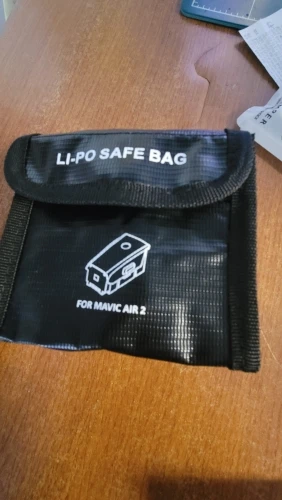 LI-PO SAFE BAG
FOR MAVIC AIR 2